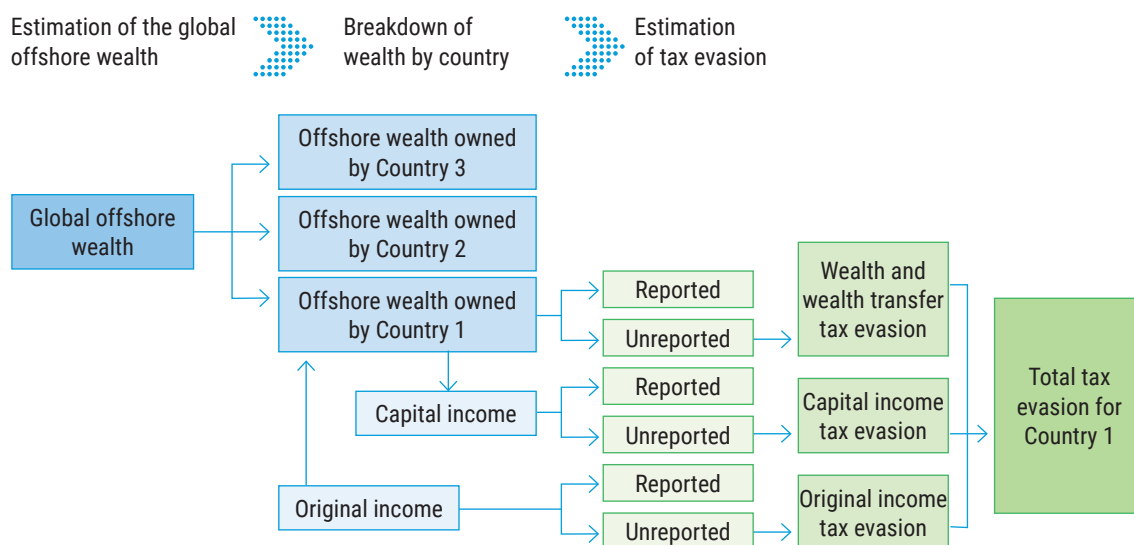 Estimation of the global
offshore wealth
Breakdown of
wealth by country
Estimation
of tax evasion
Offshore wealth owned
by Country 3
Global offshore
wealth
Offshore wealth owned
by Country 2
Offshore wealth owned
by Country 1
Reported
Unreported
Wealth and
wealth transfer
tax evasion
Capital income
Reported
Unreported
Capital income
tax evasion
Total tax
evasion for
Country 1
Original income
Reported
Unreported
Original income
tax evasion